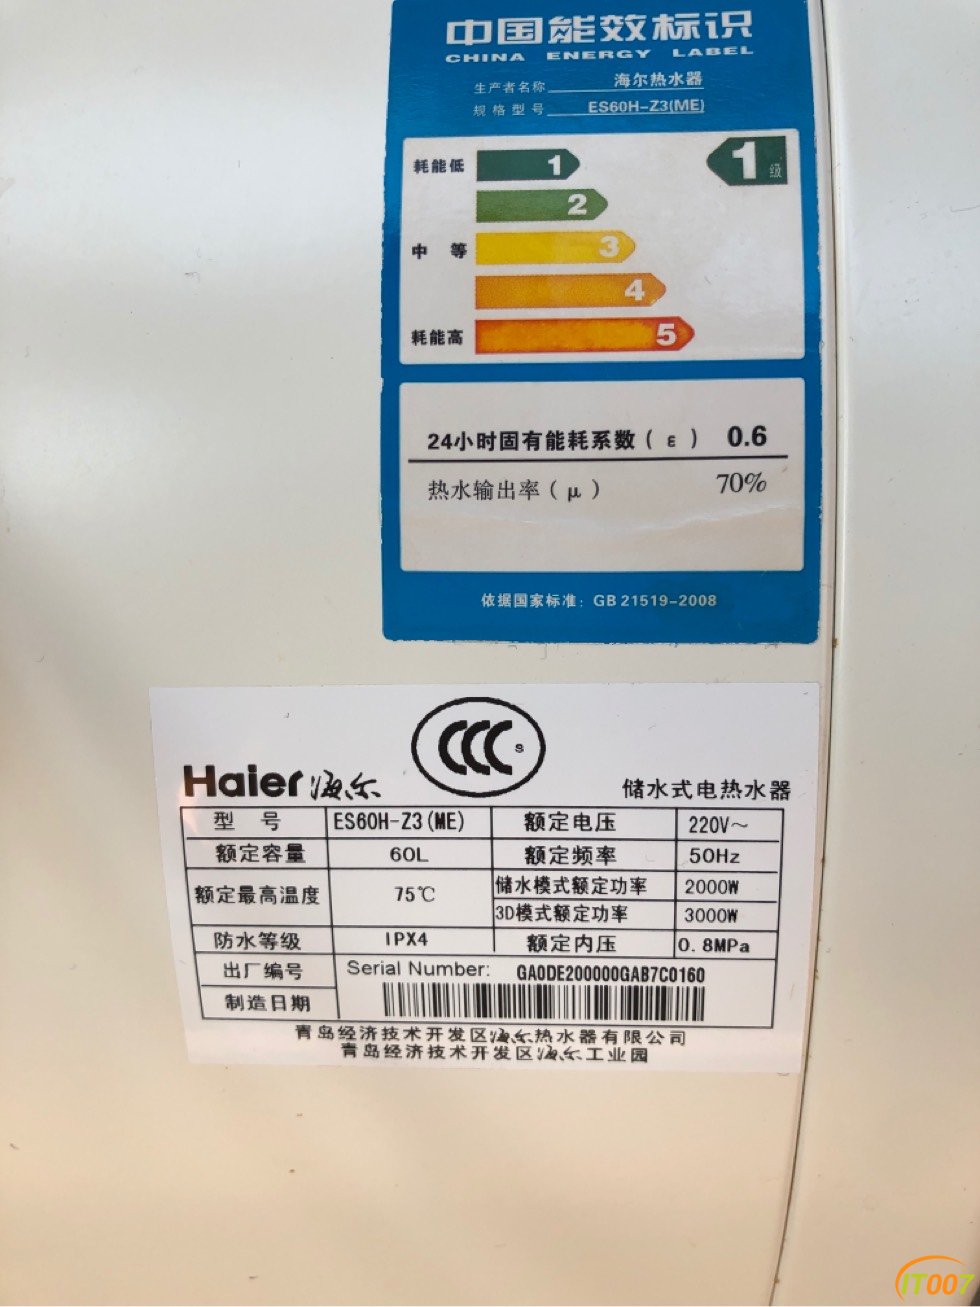 中国能效标识
CHINA ENERGY LABEL
生产者名称 海尔热水器
规格型号 ES60H-Z3(ME)
耗能低 1 1级
2
中等 3
4
耗能高 5
24小时固有能耗系数(ε) 0.6
热水输出率(μ) 70%
依据国家标准: GB 21519-2008
CCC S
Haier 海尔 储水式电热水器
型号 ES60H-Z3(ME) 额定电压 220V~
额定容量 60L 额定频率 50Hz
额定最高温度 75℃ 储水模式额定功率 2000W
3D模式额定功率 3000W
防水等级 IPX4 额定内压 0.8MPa
出厂编号 Serial Number: GA0DE200000GAB7C0160
制造日期
青岛经济技术开发区海尔热水器有限公司
青岛经济技术开发区海尔工业园
IT007